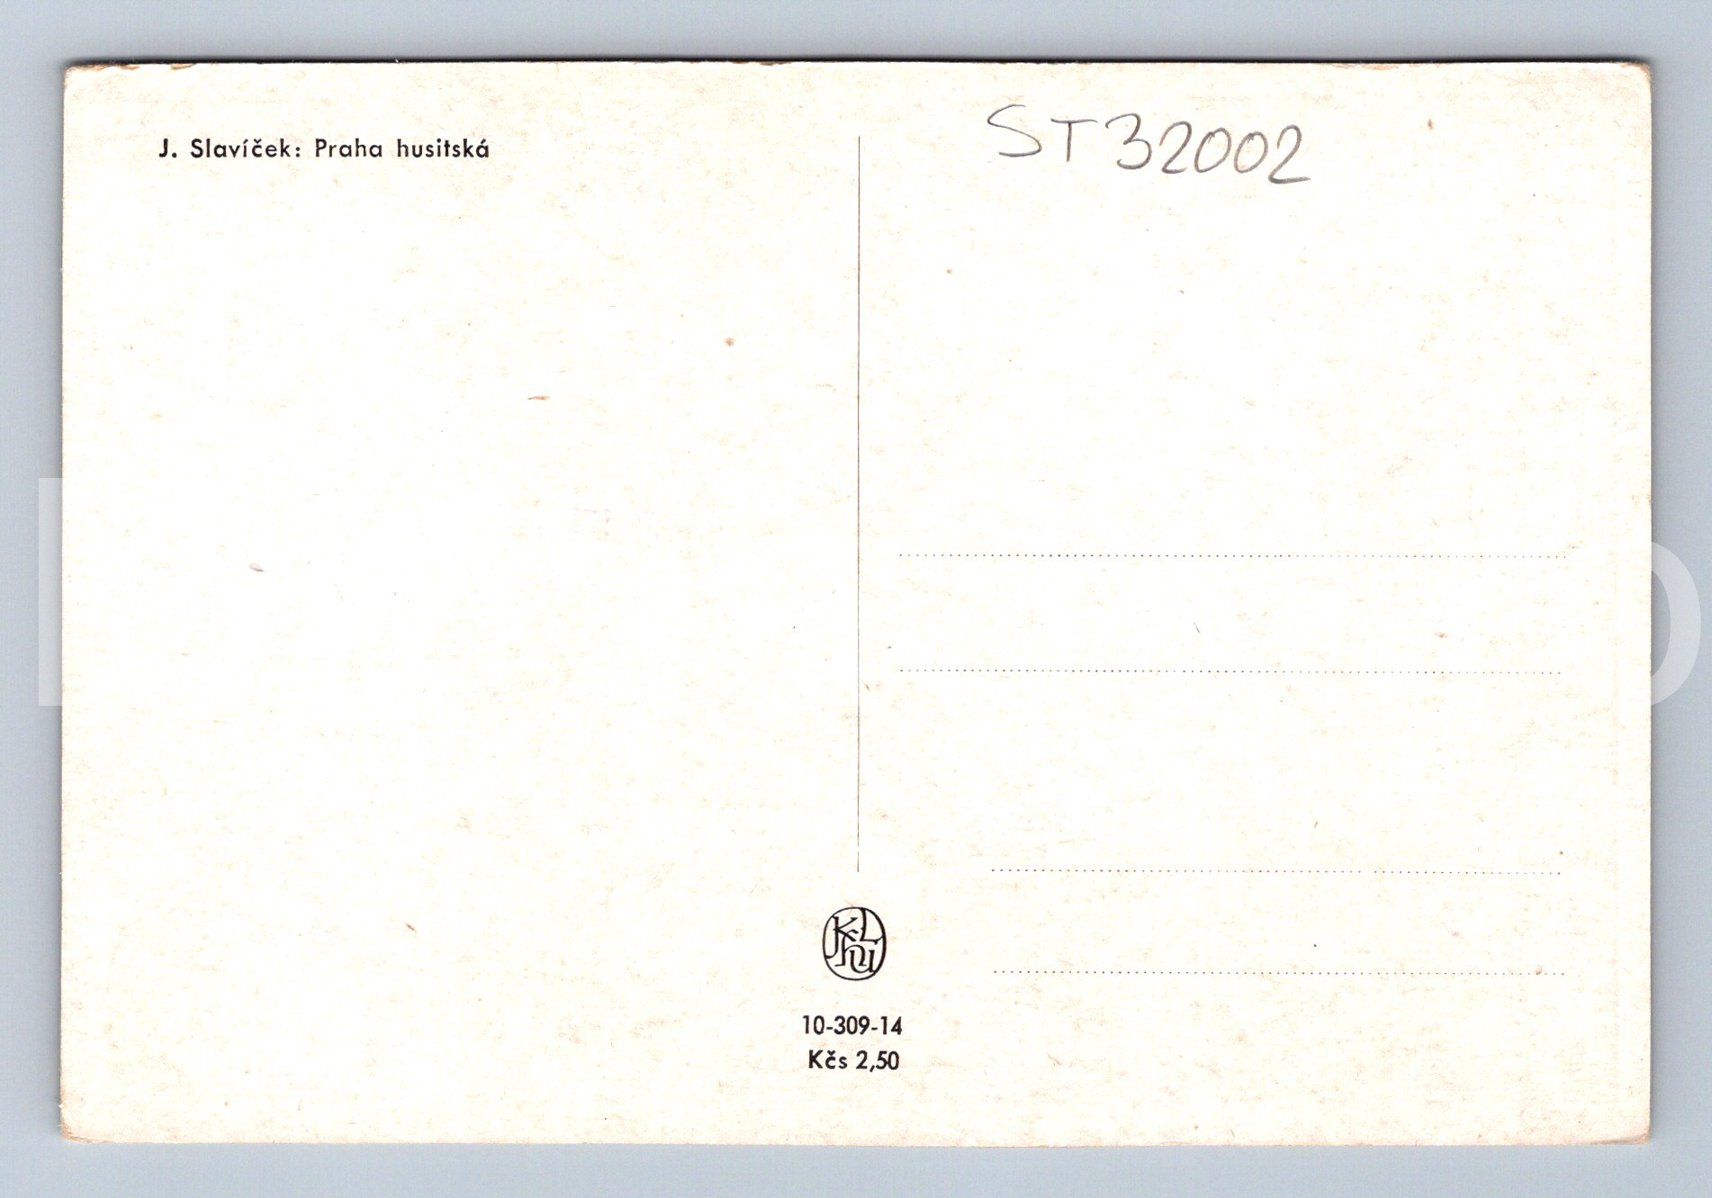 J. Slavíček: Praha husitská
ST32002
10-309-14
Kčs 2,50